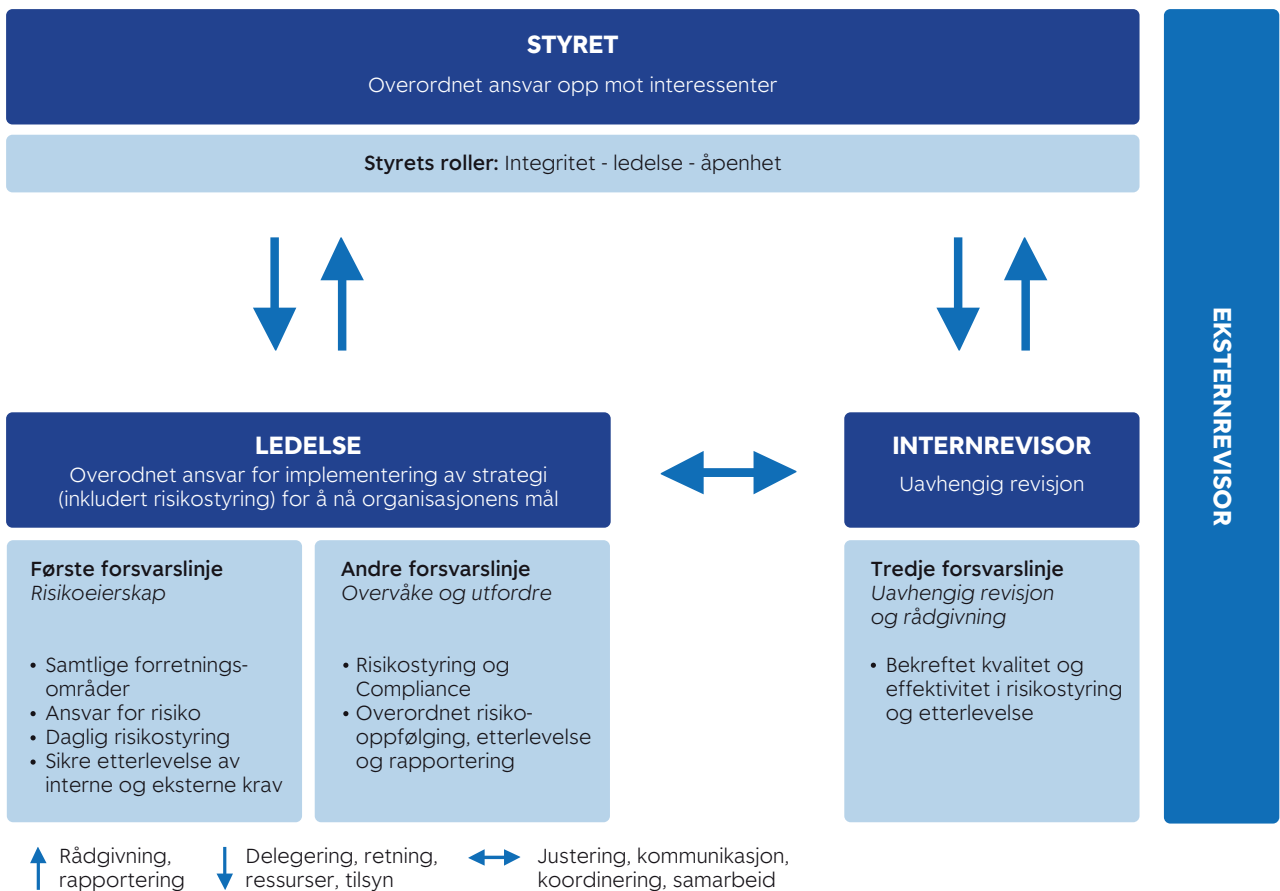 STYRET
Overordnet ansvar opp mot interessenter
Styrets roller: Integritet - ledelse - åpenhet
EKSTERNREVISOR
LEDELSE
Overodnet ansvar for implementering av strategi
(inkludert risikostyring) for å nå organisasjonens mål
INTERNREVISOR
Uavhengig revisjon
Første forsvarslinje
Risikoeierskap
• Samtlige forretnings-
områder
• Ansvar for risiko
• Daglig risikostyring
• Sikre etterlevelse av
interne og eksterne krav
Andre forsvarslinje
Overvåke og utfordre
• Risikostyring og
Compliance
• Overordnet risiko-
oppfølging, etterlevelse
og rapportering
Tredje forsvarslinje
Uavhengig revisjon
og rådgivning
• Bekreftet kvalitet og
effektivitet i risikostyring
og etterlevelse
Rådgivning,
rapportering
Delegering, retning,
ressurser, tilsyn
Justering, kommunikasjon,
koordinering, samarbeid